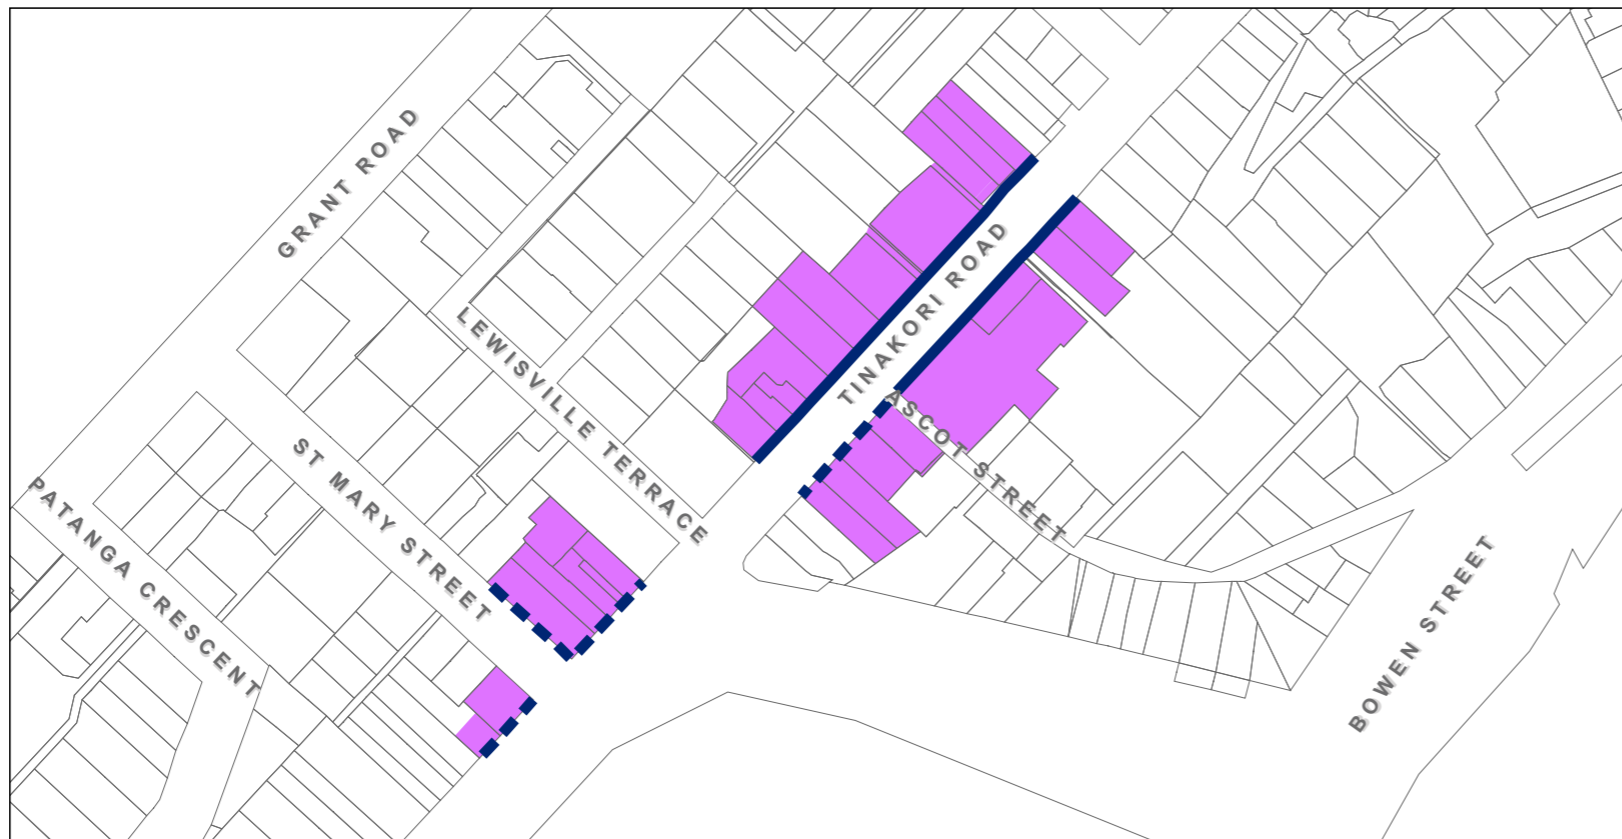 GRANT ROAD
TINAKORI ROAD
LEWISVILLE TERRACE
ASCOT STREET
ST MARY STREET
PATANGA CRESCENT
BOWEN STREET